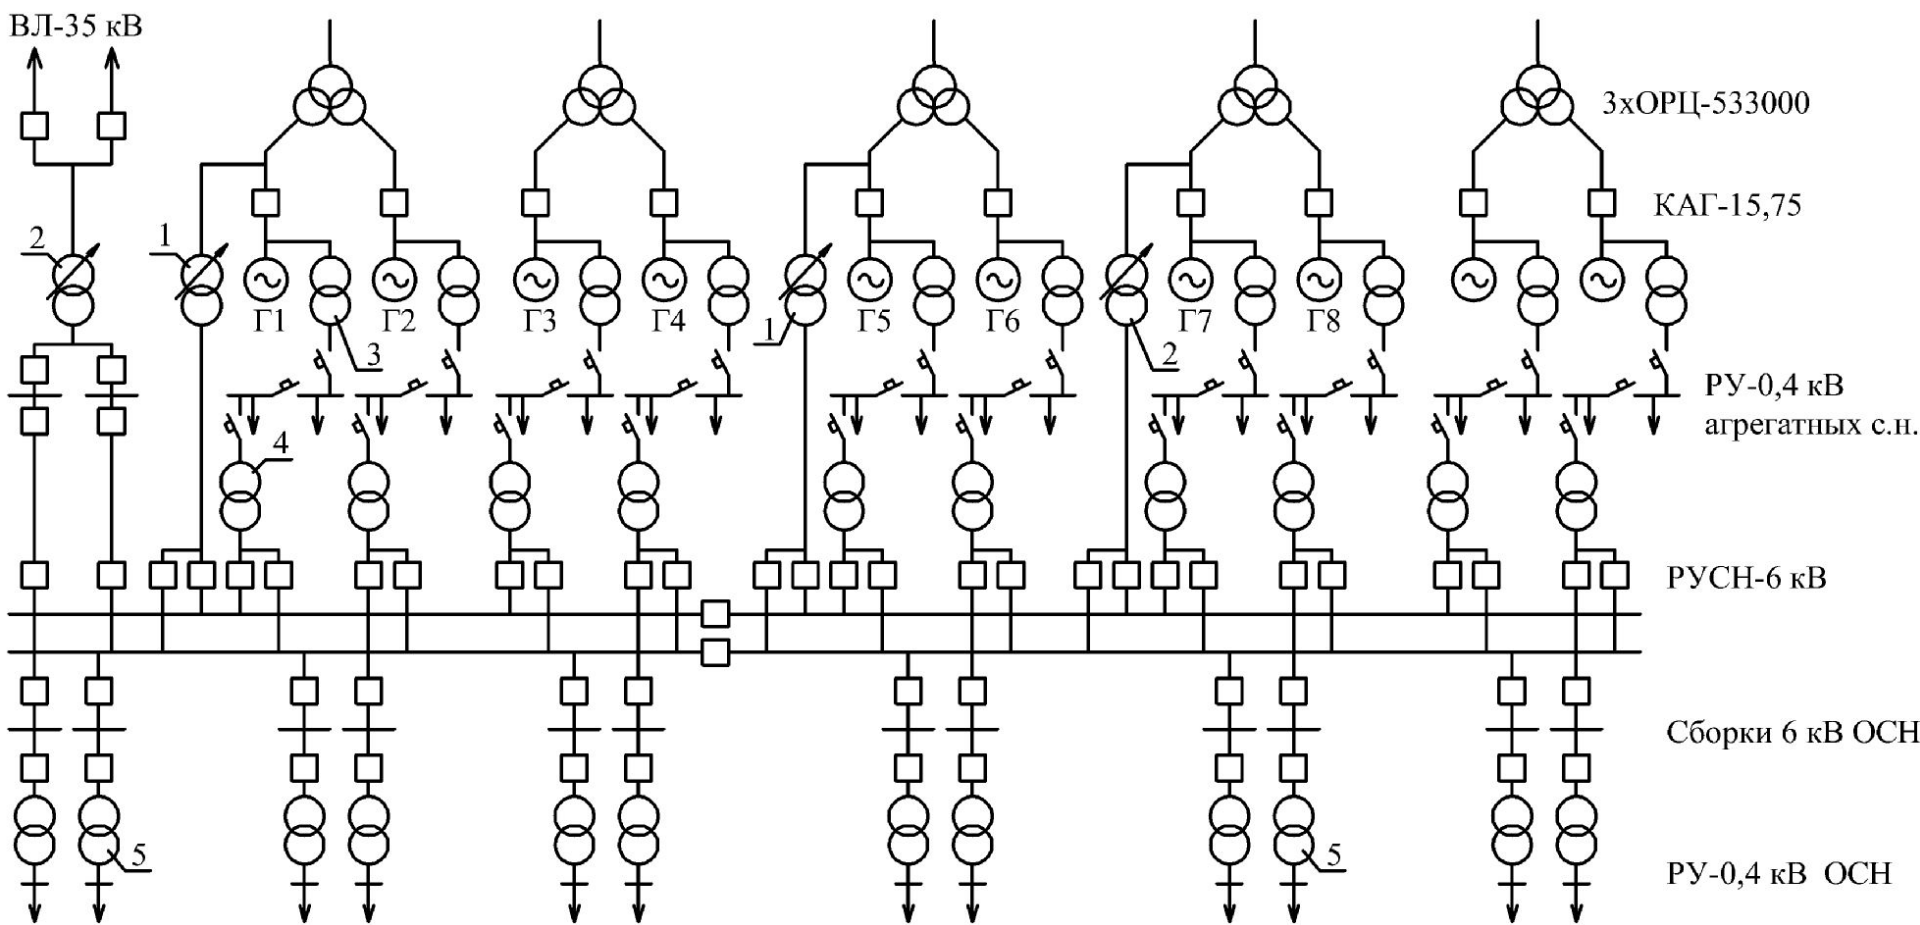 ВЛ-35 кВ
3хОРЦ-533000
КАГ-15,75
2
1
Г1
Г2
Г3
Г4
1
Г5
Г6
Г7
Г8
3
2
РУ-0,4 кВ
агрегатных с.н.
4
РУСН-6 кВ
Сборки 6 кВ ОСН
5
5
РУ-0,4 кВ ОСН